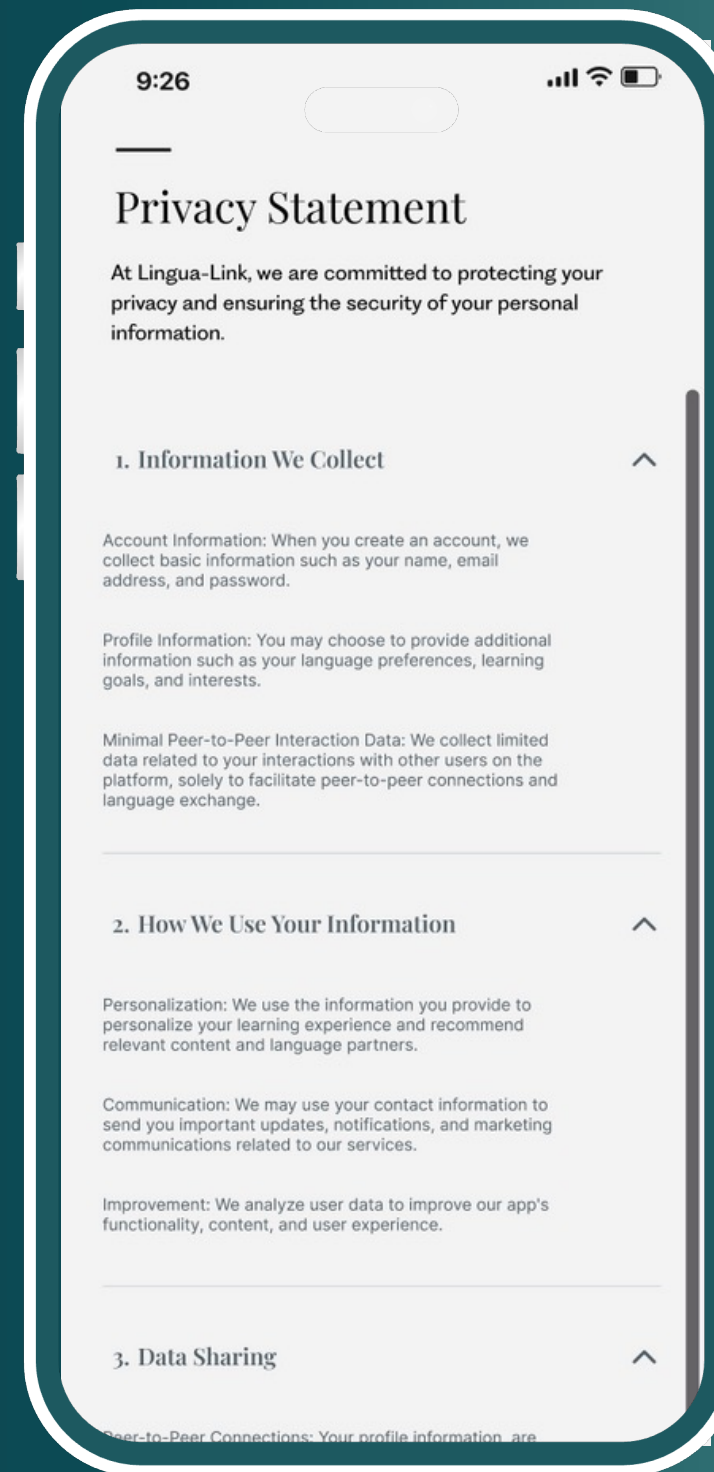 9:26
Privacy Statement
At Lingua-Link, we are committed to protecting your
privacy and ensuring the security of your personal
information.
1. Information We Collect
Account Information: When you create an account, we
collect basic information such as your name, email
address, and password.
Profile Information: You may choose to provide additional
information such as your language preferences, learning
goals, and interests.
Minimal Peer-to-Peer Interaction Data: We collect limited
data related to your interactions with other users on the
platform, solely to facilitate peer-to-peer connections and
language exchange.
2. How We Use Your Information
Personalization: We use the information you provide to
personalize your learning experience and recommend
relevant content and language partners.
Communication: We may use your contact information to
send you important updates, notifications, and marketing
communications related to our services.
Improvement: We analyze user data to improve our app's
functionality, content, and user experience.
3. Data Sharing
Peer-to-Peer Connections: Your profile information are